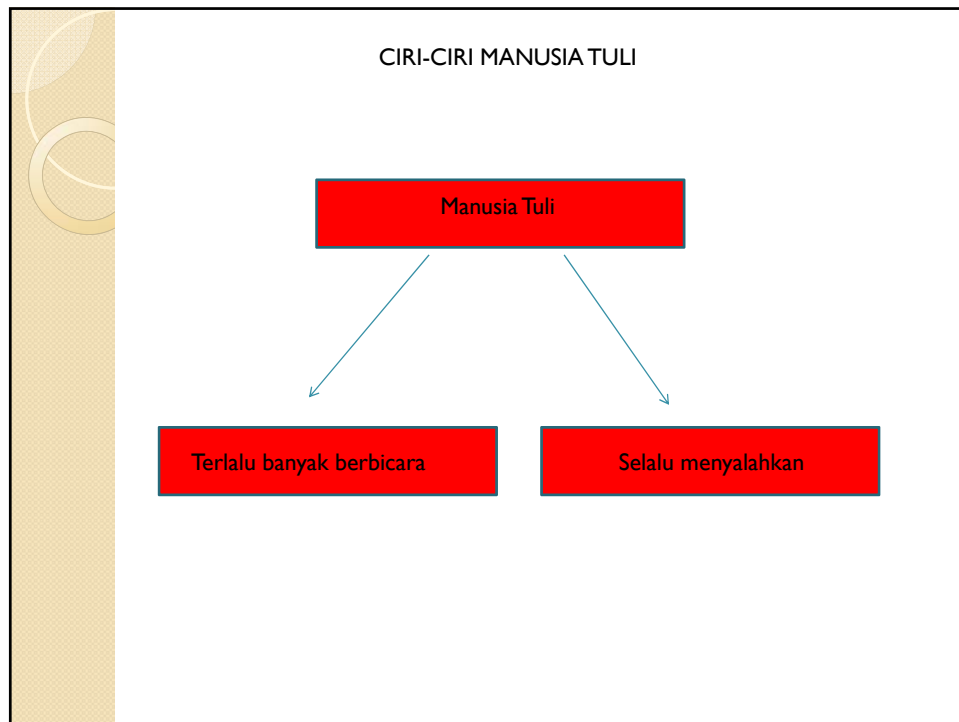 CIRI-CIRI MANUSIA TULI
Manusia Tuli
Terlalu banyak berbicara
Selalu menyalahkan